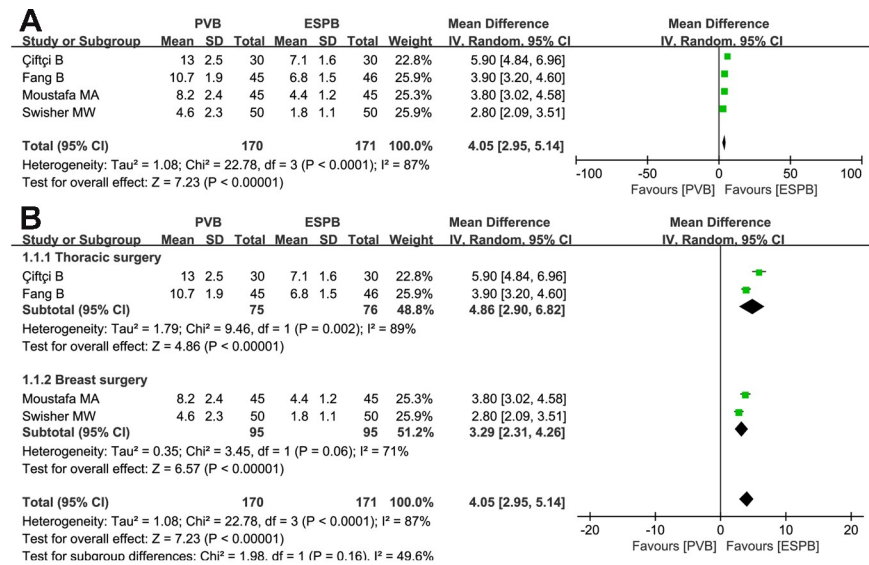 A
PVB ESPB Mean Difference Mean Difference
Study or Subgroup Mean SD Total Mean SD Total Weight IV, Random, 95% CI IV, Random, 95% CI
Çiftçi B 13 2.5 30 7.1 1.6 30 22.8% 5.90 [4.84, 6.96]
Fang B 10.7 1.9 45 6.8 1.5 46 25.9% 3.90 [3.20, 4.60]
Moustafa MA 8.2 2.4 45 4.4 1.2 45 25.3% 3.80 [3.02, 4.58]
Swisher MW 4.6 2.3 50 1.8 1.1 50 25.9% 2.80 [2.09, 3.51]
Total (95% CI) 170 171 100.0% 4.05 [2.95, 5.14]
Heterogeneity: Tau² = 1.08; Chi² = 22.78, df = 3 (P < 0.0001); I² = 87%
Test for overall effect: Z = 7.23 (P < 0.00001)
-100 -50 0 50 100
Favours [PVB] Favours [ESPB]
B
PVB ESPB Mean Difference Mean Difference
Study or Subgroup Mean SD Total Mean SD Total Weight IV, Random, 95% CI IV, Random, 95% CI
1.1.1 Thoracic surgery
Çiftçi B 13 2.5 30 7.1 1.6 30 22.8% 5.90 [4.84, 6.96]
Fang B 10.7 1.9 45 6.8 1.5 46 25.9% 3.90 [3.20, 4.60]
Subtotal (95% CI) 75 76 48.8% 4.86 [2.90, 6.82]
Heterogeneity: Tau² = 1.79; Chi² = 9.46, df = 1 (P = 0.002); I² = 89%
Test for overall effect: Z = 4.86 (P < 0.00001)
1.1.2 Breast surgery
Moustafa MA 8.2 2.4 45 4.4 1.2 45 25.3% 3.80 [3.02, 4.58]
Swisher MW 4.6 2.3 50 1.8 1.1 50 25.9% 2.80 [2.09, 3.51]
Subtotal (95% CI) 95 95 51.2% 3.29 [2.31, 4.26]
Heterogeneity: Tau² = 0.35; Chi² = 3.45, df = 1 (P = 0.06); I² = 71%
Test for overall effect: Z = 6.57 (P < 0.00001)
Total (95% CI) 170 171 100.0% 4.05 [2.95, 5.14]
Heterogeneity: Tau² = 1.08; Chi² = 22.78, df = 3 (P < 0.0001); I² = 87%
Test for overall effect: Z = 7.23 (P < 0.00001)
Test for subgroup differences: Chi² = 1.98, df = 1 (P = 0.16), I² = 49.6%
-20 -10 0 10 20
Favours [PVB] Favours [ESPB]